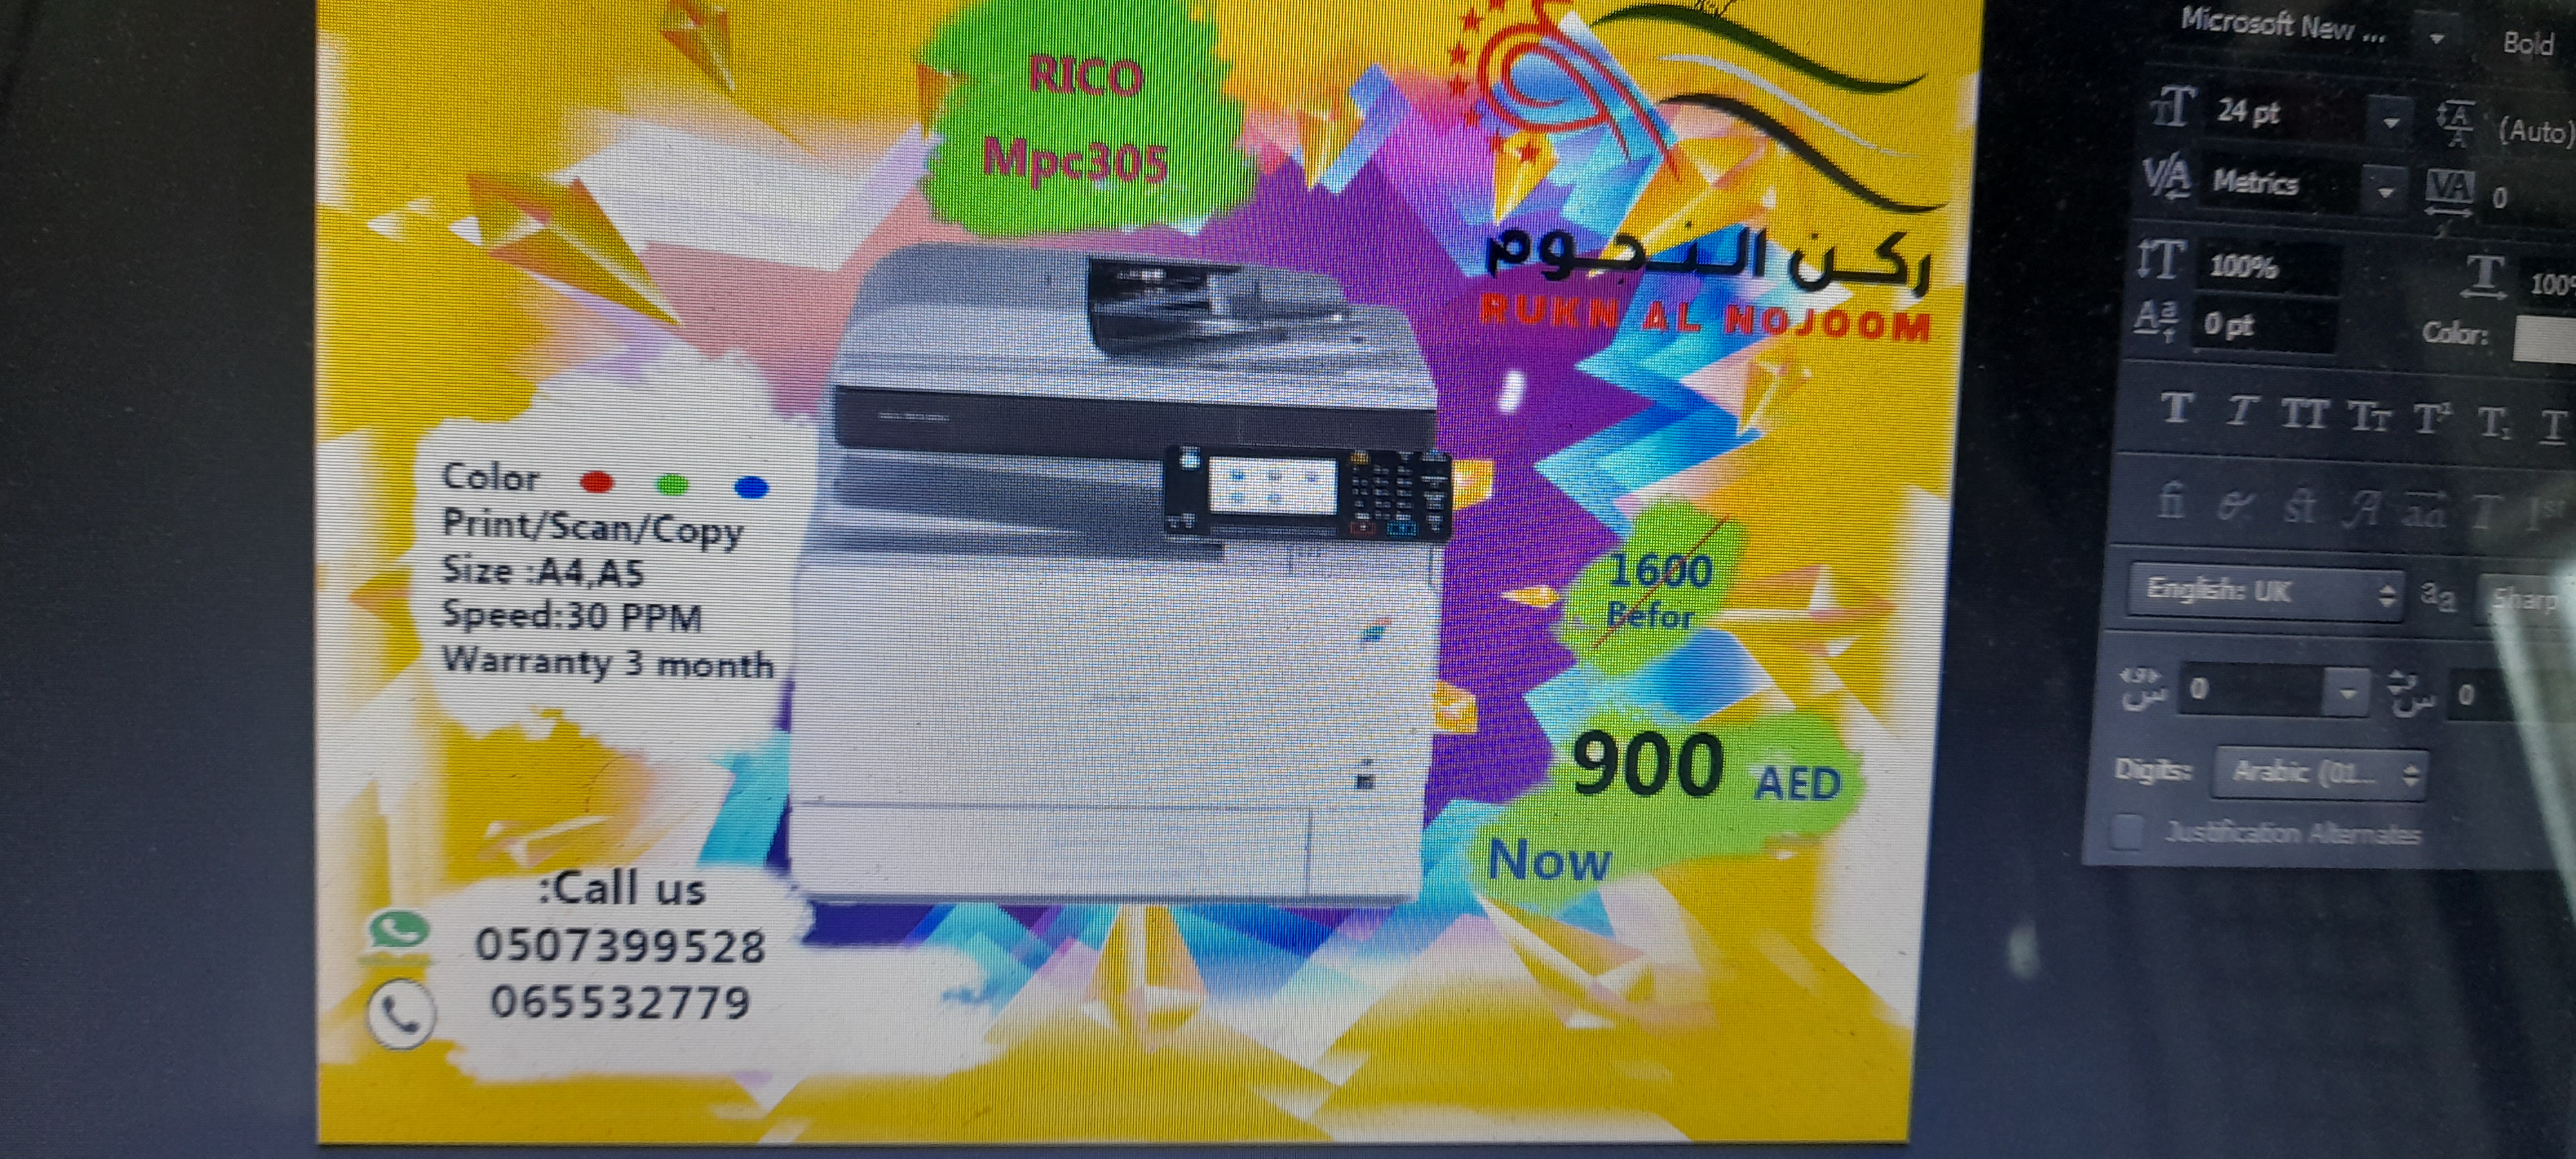 RICO
Mpc305
ركن النجوم
RUKN AL NOJOOM
Color
Print/Scan/Copy
Size :A4,A5
Speed:30 PPM
Warranty 3 month
1600
Befor
900 AED
Now
:Call us
0507399528
065532779
Microsoft New ...
Bold
24 pt
(Auto)
Metrics
0
100%
100%
0 pt
Color:
English: UK
Sharp
0
0
Digits:
Arabic (01...
Justification Alternates